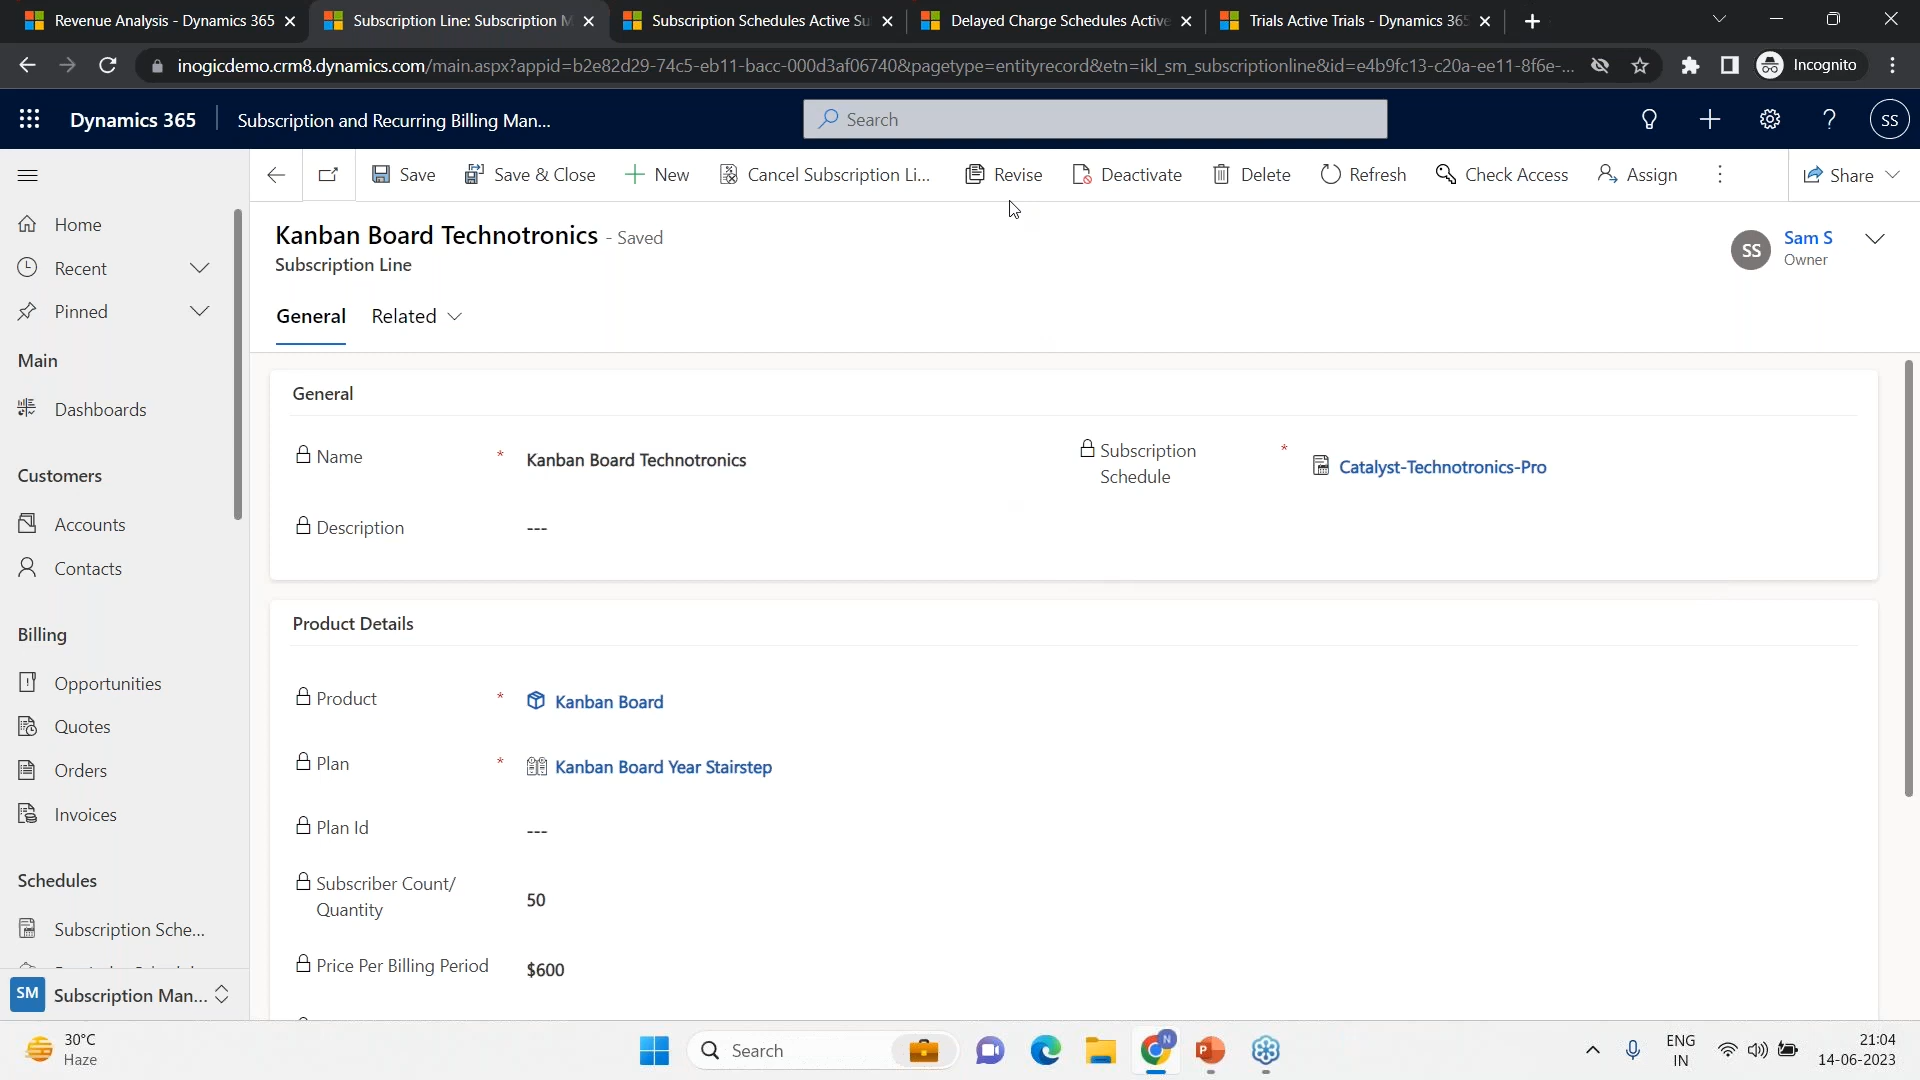 Revenue Analysis - Dynamics 365
Subscription Line: Subscription M
Subscription Schedules Active Su
Delayed Charge Schedules Active
Trials Active Trials - Dynamics 365
inogicdemo.crm8.dynamics.com/main.aspx?appid=b2e82d29-74c5-eb11-bacc-000d3af06740&pagetype=entityrecord&etn=ikl_sm_subscriptionline&id=e4b9fc13-c20a-ee11-8f6e-...
Incognito
Dynamics 365
Subscription and Recurring Billing Man...
Search
SS
Save
Save & Close
New
Cancel Subscription Li...
Revise
Deactivate
Delete
Refresh
Check Access
Assign
Share
Home
Recent
Pinned
Main
Dashboards
Customers
Accounts
Contacts
Billing
Opportunities
Quotes
Orders
Invoices
Schedules
Subscription Sche...
SM
Subscription Man...
Kanban Board Technotronics - Saved
Subscription Line
SS
Sam S
Owner
General
Related
General
Name * Kanban Board Technotronics
Subscription
Schedule
* Catalyst-Technotronics-Pro
Description ---
Product Details
Product * Kanban Board
Plan * Kanban Board Year Stairstep
Plan Id ---
Subscriber Count/
Quantity
50
Price Per Billing Period $600
30°C
Haze
Search
N
P
ENG
IN
21:04
14-06-2023